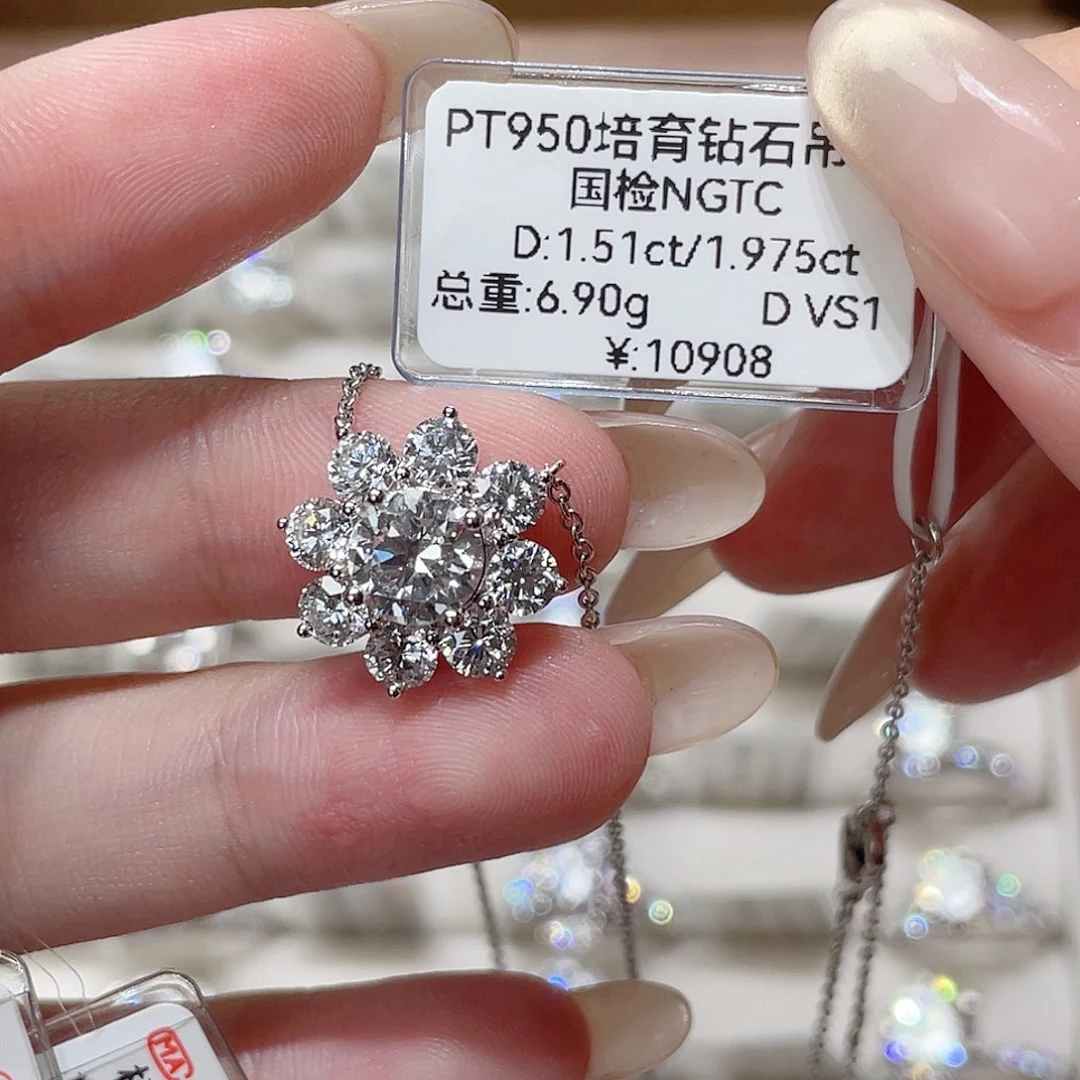 PT950培育钻石吊
国检NGTC
D:1.51ct/1.975ct
总重:6.90g D VS1
¥:10908
MA